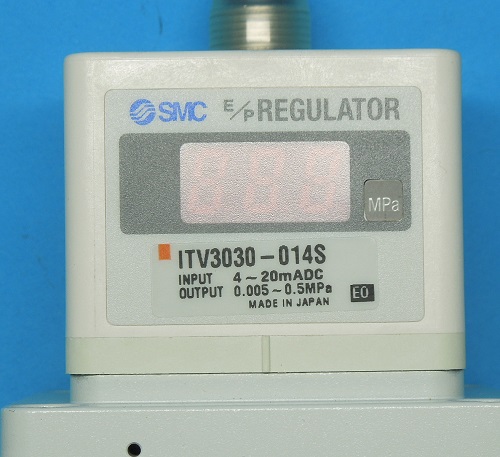 SMC E/P REGULATOR
MPa
ITV3030-014S
INPUT 4~20mADC
OUTPUT 0.005~0.5MPa
MADE IN JAPAN
E0